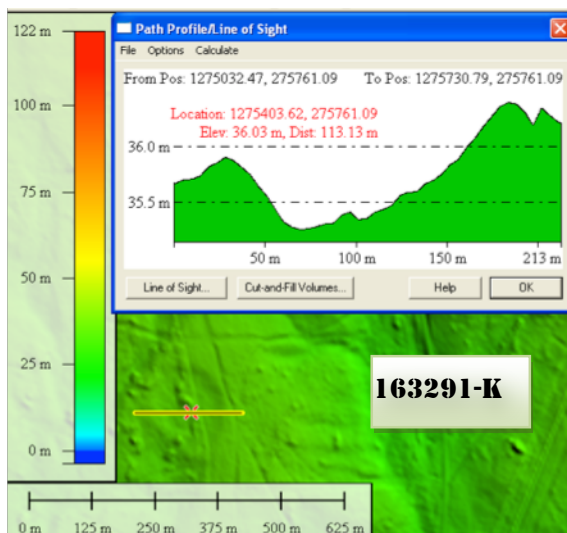 122 m
100 m
75 m
50 m
25 m
0 m
Path Profile/Line of Sight
File Options Calculate
From Pos: 1275032.47, 275761.09 To Pos: 1275730.79, 275761.09
Location: 1275403.62, 275761.09
Elev: 36.03 m, Dist: 113.13 m
36.0 m
35.5 m
50 m 100 m 150 m 213 m
Line of Sight... Cut-and-Fill Volumes... Help OK
163291-K
0 m 125 m 250 m 375 m 500 m 625 m